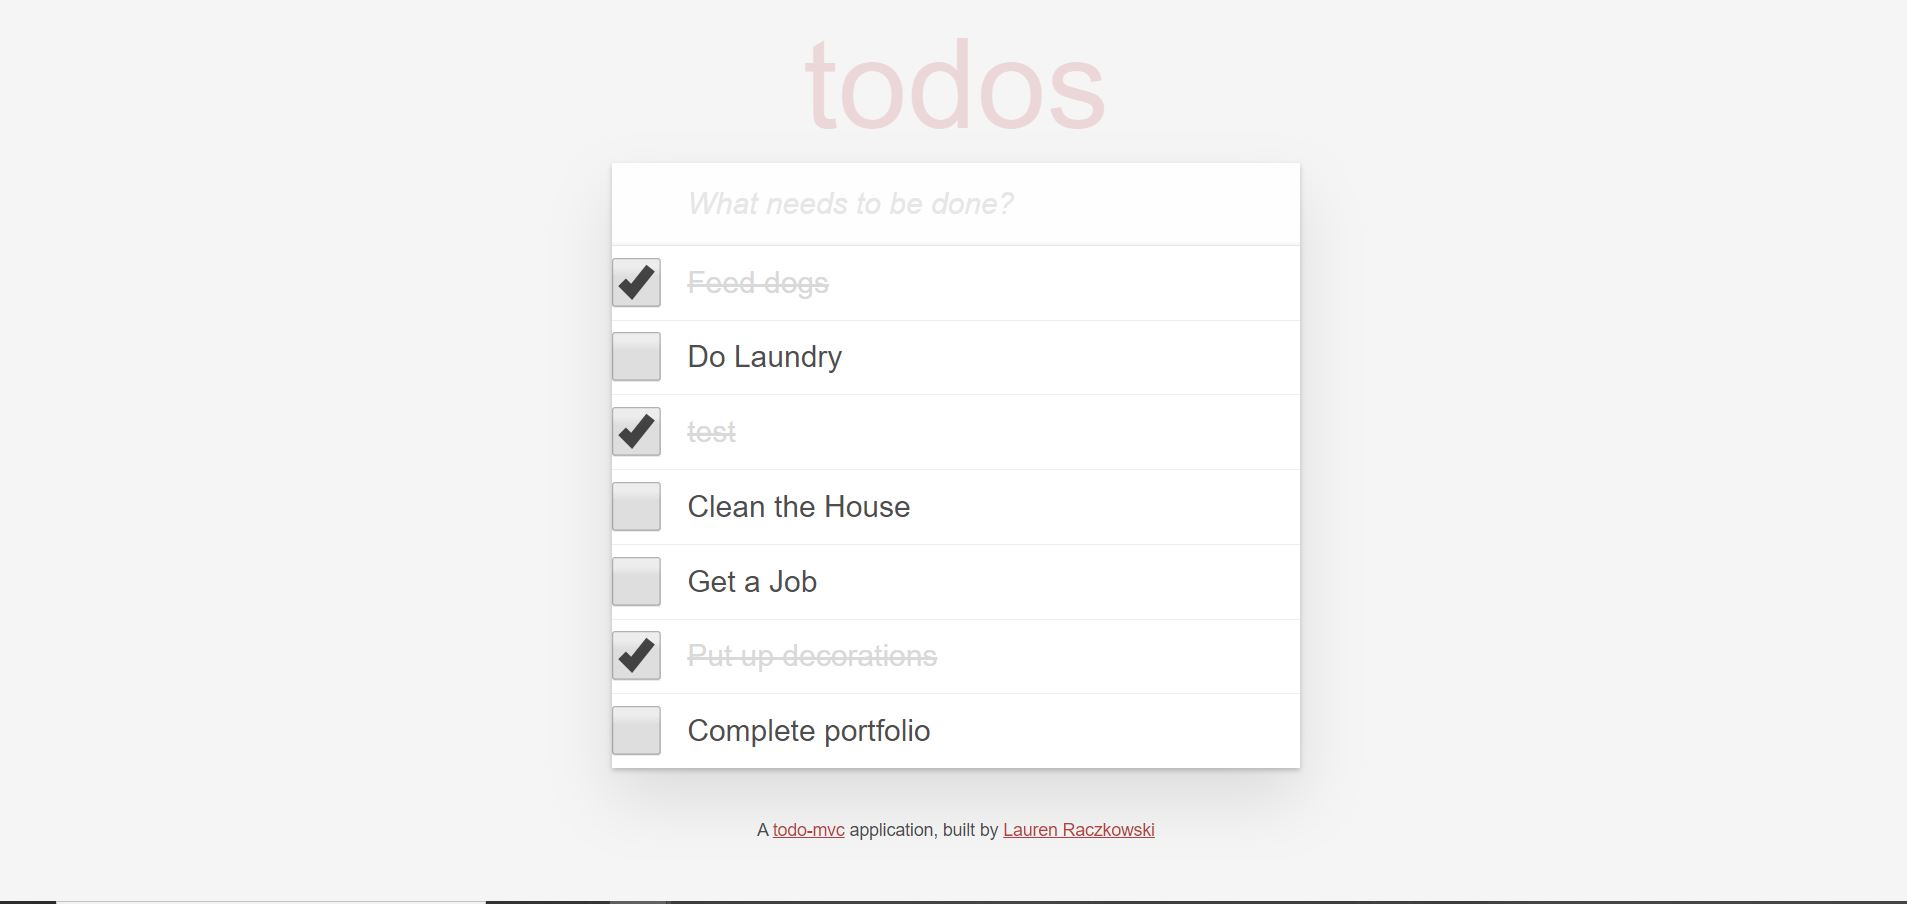 todos
What needs to be done?
Feed dogs
Do Laundry
test
Clean the House
Get a Job
Put up decorations
Complete portfolio
A todo-mvc application, built by Lauren Raczkowski